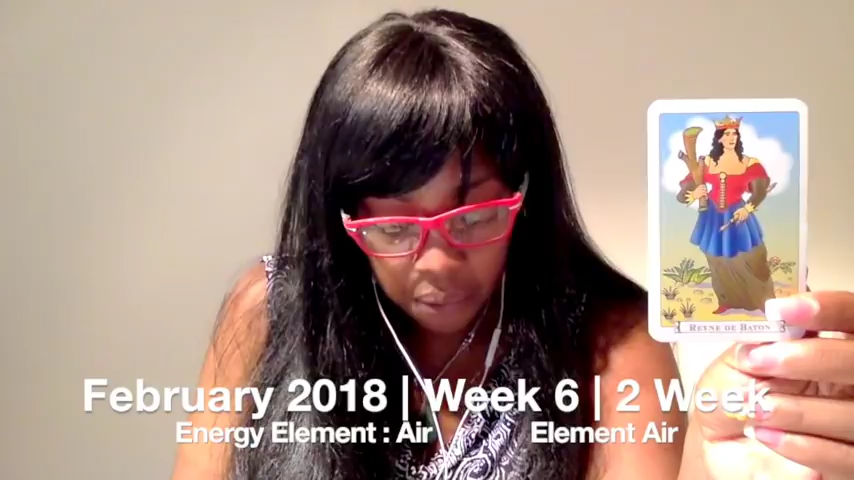 REYNE DE BATON
February 2018 | Week 6 | 2 Week
Energy Element : Air
Element Air